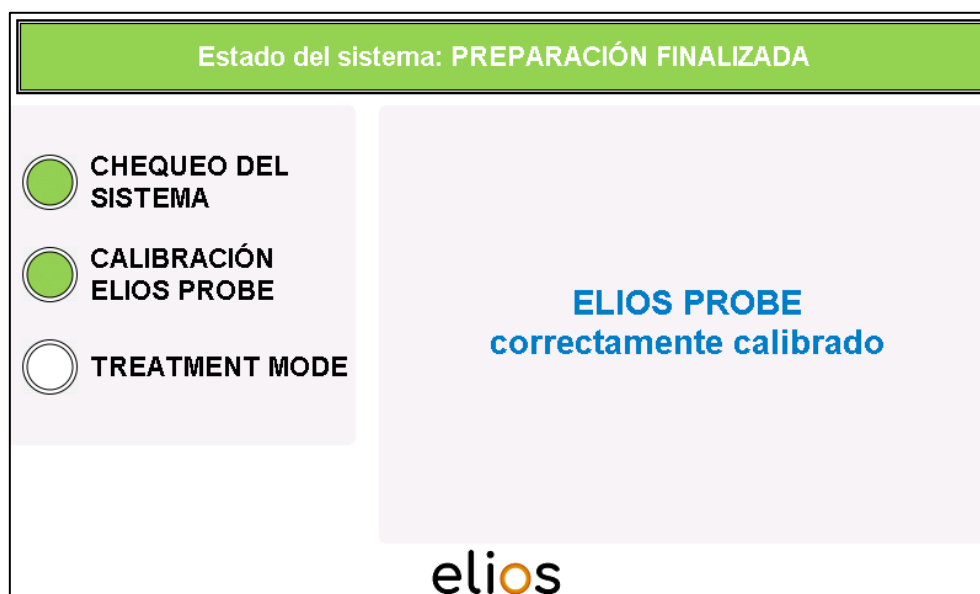 Estado del sistema: PREPARACIÓN FINALIZADA
CHEQUEO DEL
SISTEMA
CALIBRACIÓN
ELIOS PROBE
TREATMENT MODE
ELIOS PROBE
correctamente calibrado
elios